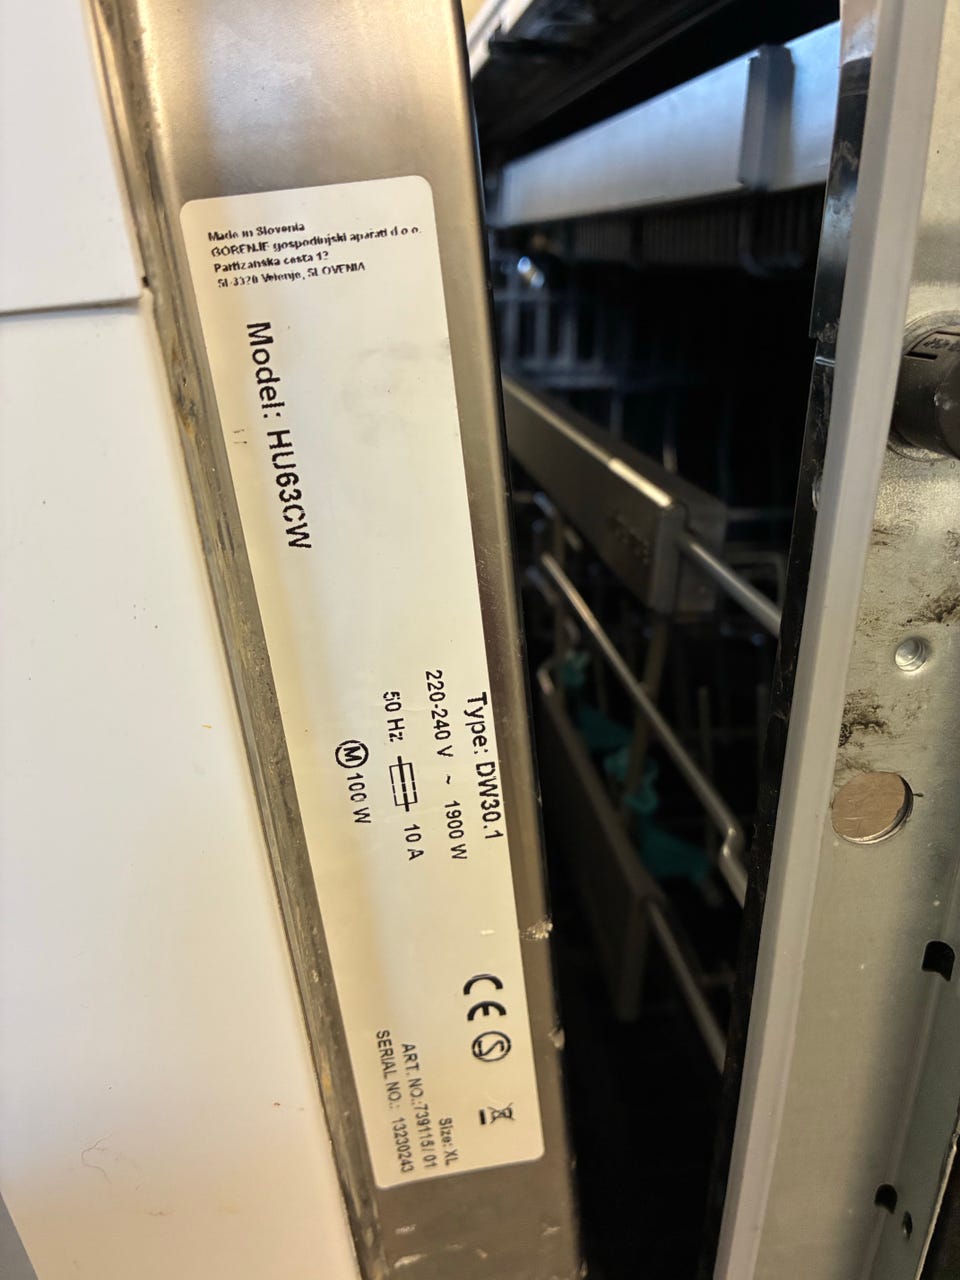 Made in Slovenia
GORENJE gospodinjski aparati d.o.o.
Partizanska cesta 12
SI-3320 Velenje, SLOVENIA
Model: HU63CW
Type: DW30.1
220-240 V ~ 1900 W
50 Hz 10 A
M 100 W
CE S
Size: XL
ART. NO.:739115/01
SERIAL NO.: 13230243